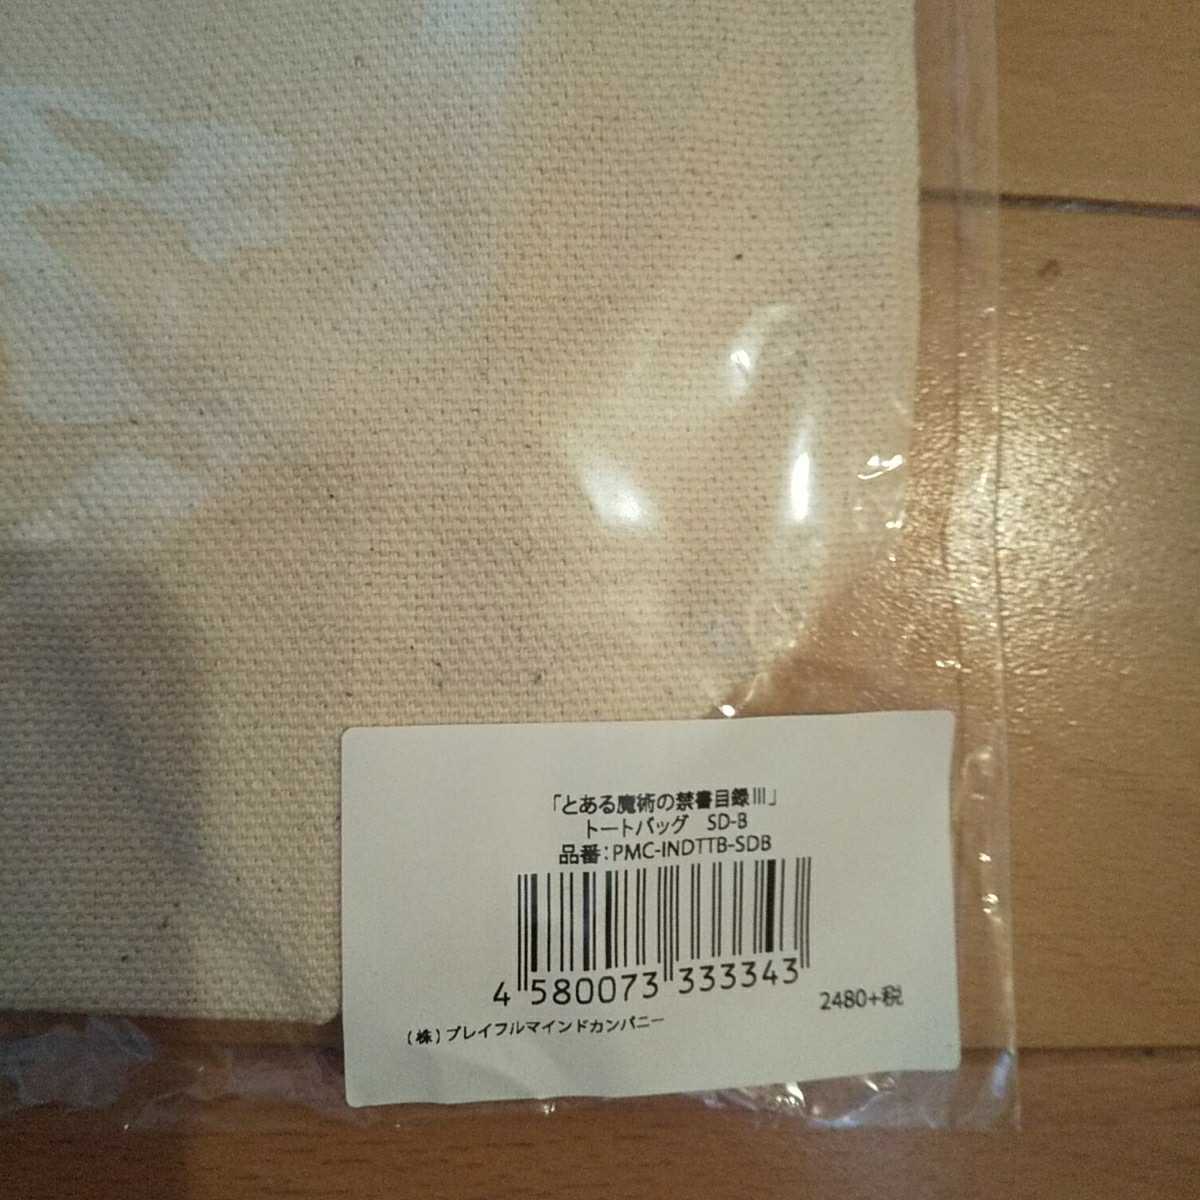 「とある魔術の禁書目録Ⅲ」
トートバッグ　SD-B
品番：PMC-INDTTB-SDB
4 580073 333343
2480+税
（株）プレイフルマインドカンパニー